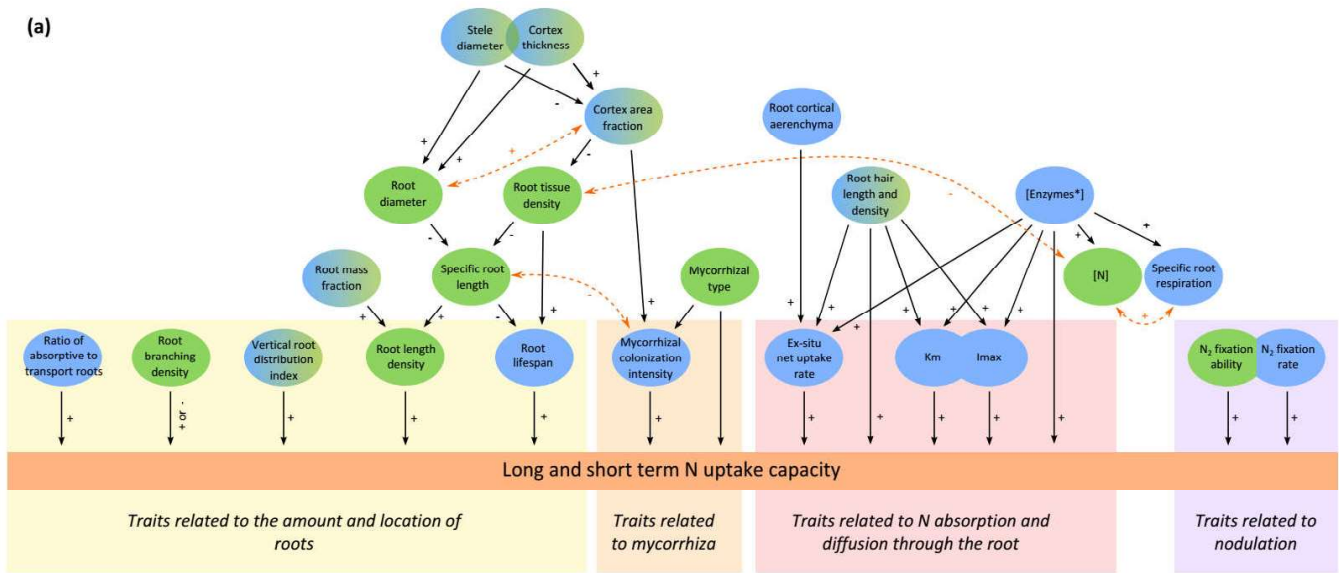 (a)
Stele
diameter
Cortex
thickness
+
-
Cortex area
fraction
Root cortical
aerenchyma
+
+
+
-
-
Root
diameter
Root tissue
density
Root hair
length and
density
[Enzymes*]
-
-
+
+
Root mass
fraction
Specific root
length
Mycorrhizal
type
[N]
Specific root
respiration
-
+
+
-
+
+
+
+
+
+
+
+
+
+
Ratio of
absorptive to
transport roots
Root
branching
density
Vertical root
distribution
index
Root length
density
Root
lifespan
Mycorrhizal
colonization
intensity
Ex-situ
net uptake
rate
Km
Imax
N₂ fixation
ability
N₂ fixation
rate
+
+ or -
+
+
+
+
+
+
+
+
+
+
Long and short term N uptake capacity
Traits related to the amount and location of
roots
Traits related
to mycorrhiza
Traits related to N absorption and
diffusion through the root
Traits related to
nodulation